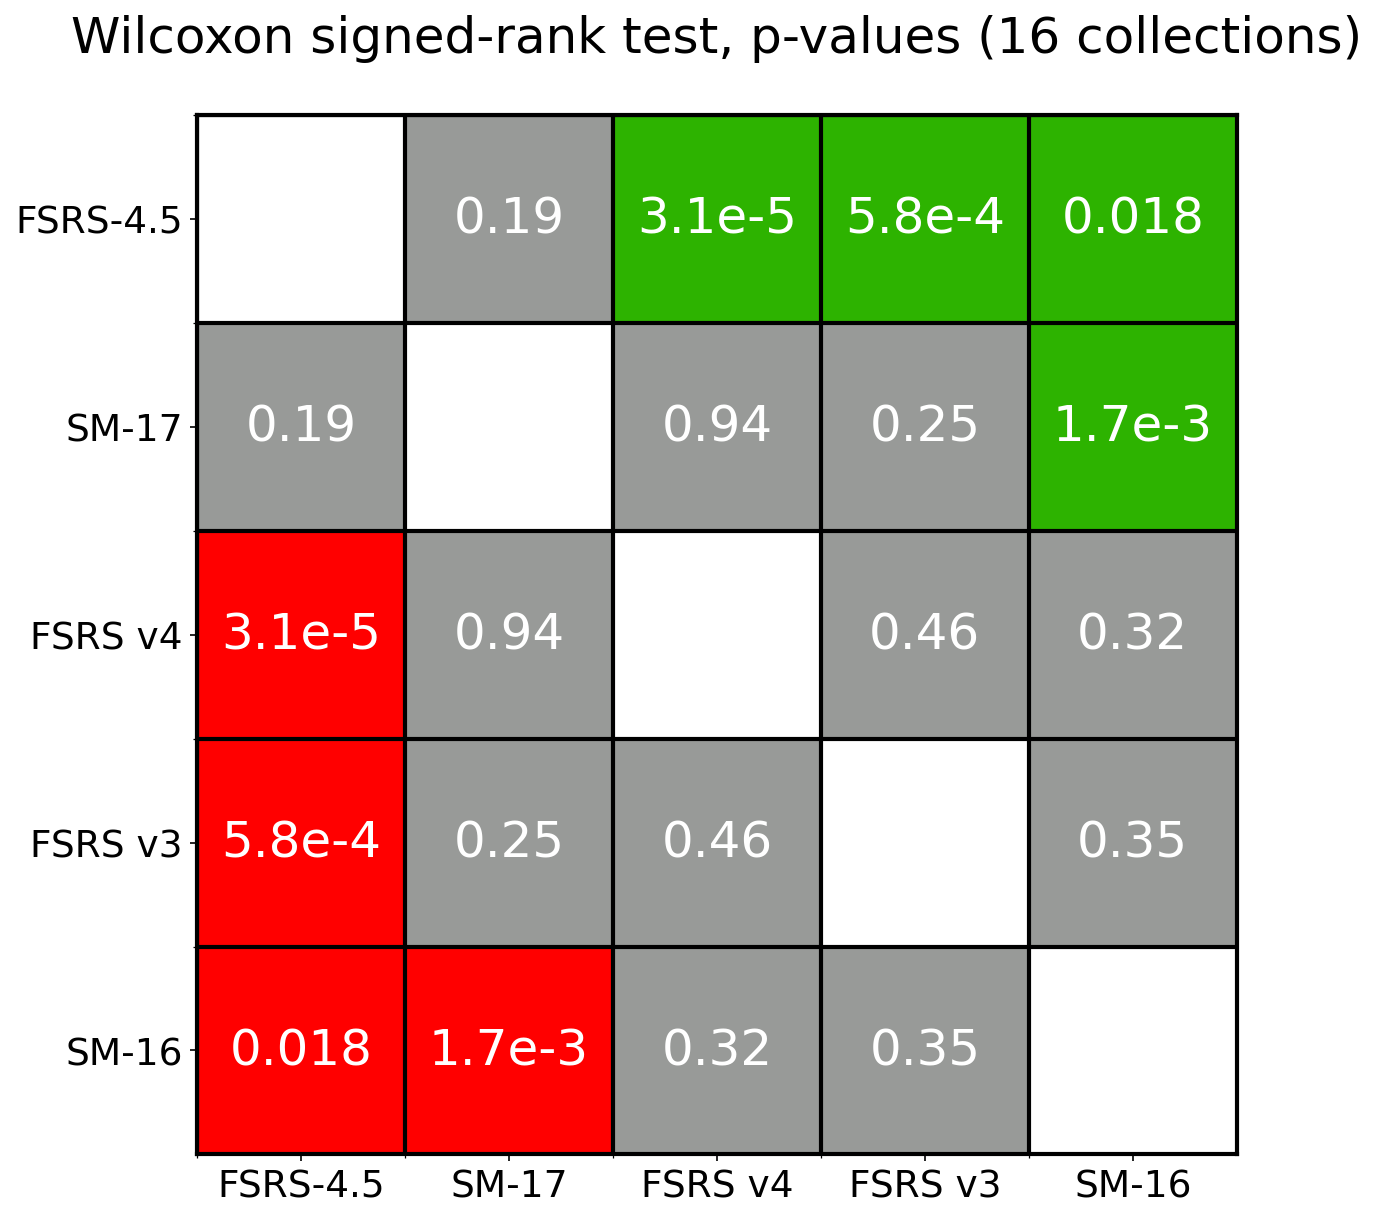 Wilcoxon signed-rank test, p-values (16 collections)
FSRS-4.5 0.19 3.1e-5 5.8e-4 0.018
SM-17 0.19 0.94 0.25 1.7e-3
FSRS v4 3.1e-5 0.94 0.46 0.32
FSRS v3 5.8e-4 0.25 0.46 0.35
SM-16 0.018 1.7e-3 0.32 0.35
FSRS-4.5 SM-17 FSRS v4 FSRS v3 SM-16